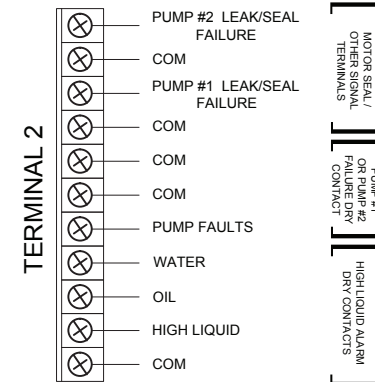 TERMINAL 2
PUMP #2 LEAK/SEAL
FAILURE
COM
PUMP #1 LEAK/SEAL
FAILURE
COM
COM
COM
PUMP FAULTS
WATER
OIL
HIGH LIQUID
COM
MOTOR SEAL /
OTHER SIGNAL
TERMINALS
PUMP #1
OR PUMP #2
FAILURE DRY
CONTACT
HIGH LIQUID ALARM
DRY CONTACTS